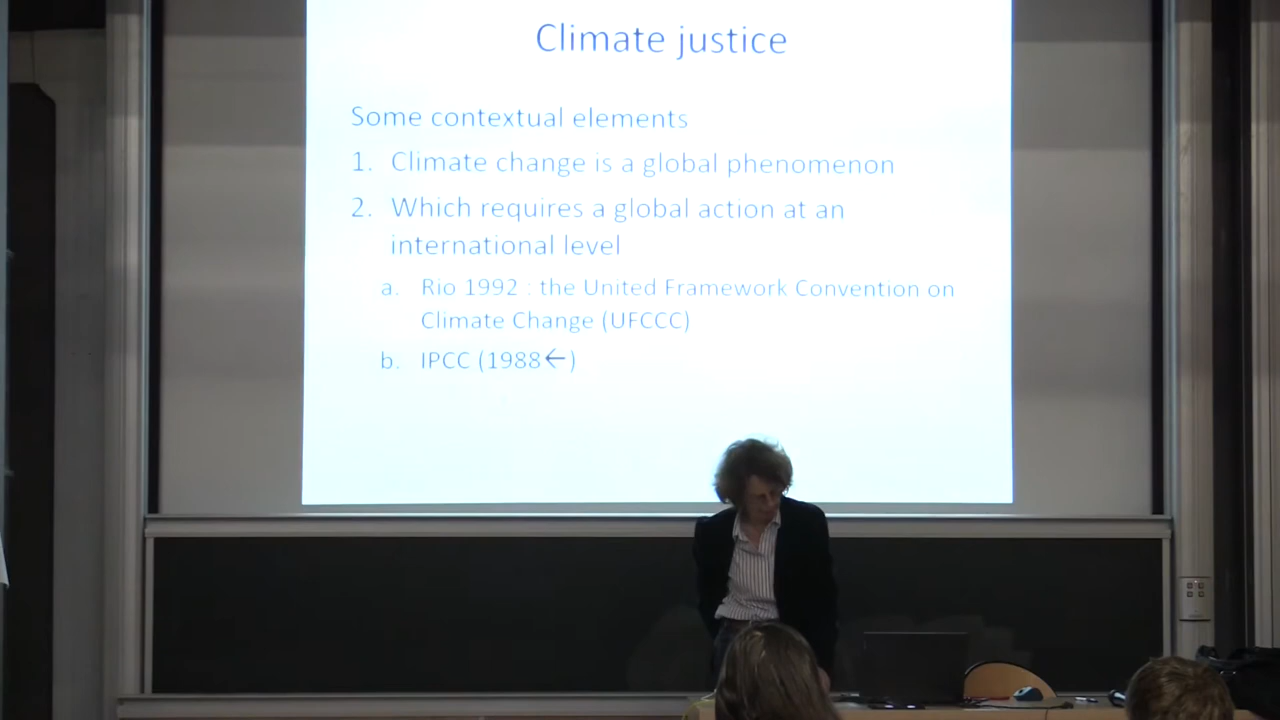 Climate justice
Some contextual elements
1. Climate change is a global phenomenon
2. Which requires a global action at an
international level
a. Rio 1992 : the United Framework Convention on
Climate Change (UFCCC)
b. IPCC (1988←)